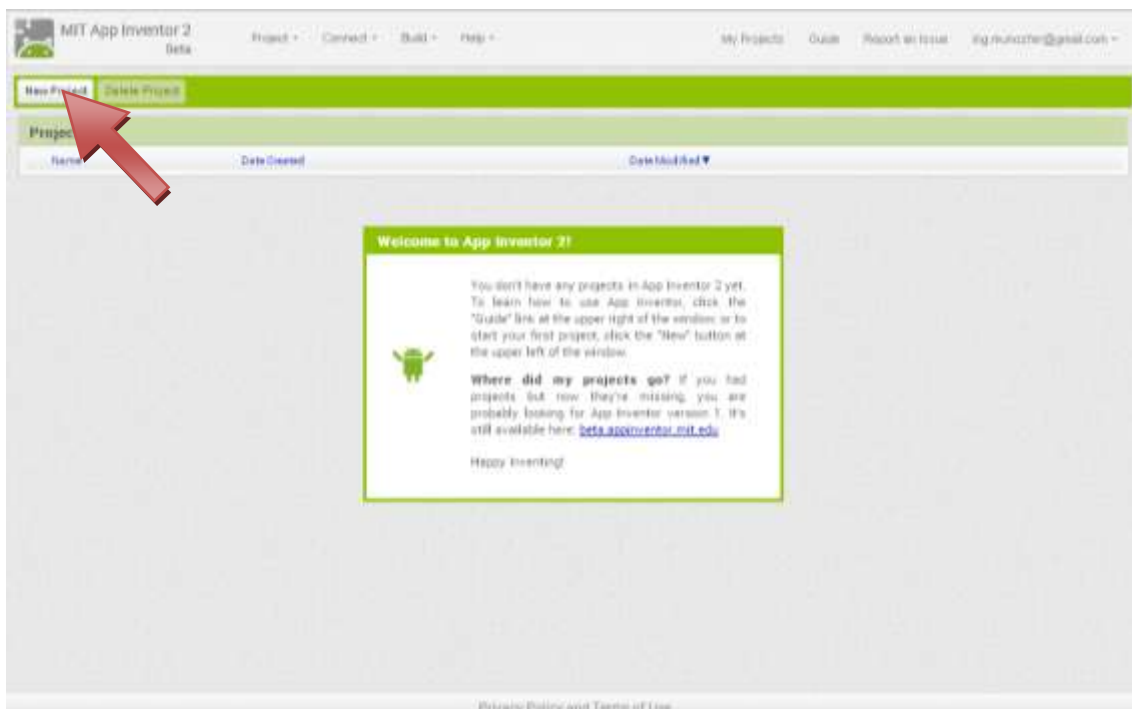 MIT App Inventor 2
Beta
Project Connect Build Help My Projects Guide Report an Issue
New Project Delete Project
Projec
Name Date Created Date Modified ▼
Welcome to App Inventor 2!
You don't have any projects in App Inventor 2 yet.
To learn how to use App Inventor, click the
"Guide" link at the upper right of the window; or to
start your first project, click the "New" button at
the upper left of the window.
Where did my projects go? If you had
projects but now they're missing, you are
probably looking for App Inventor version 1. It's
still available here: beta.appinventor.mit.edu
Happy Inventing!
Privacy Policy and Terms of Use